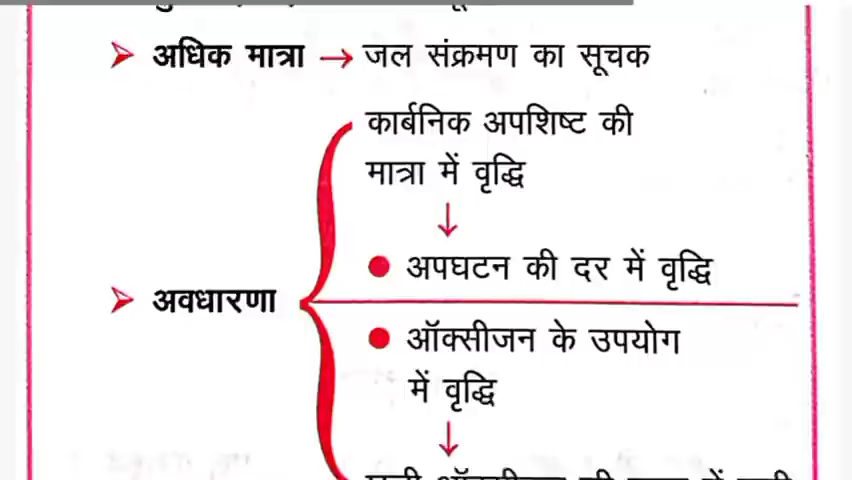 ➢ अधिक मात्रा → जल संक्रमण का सूचक
कार्बनिक अपशिष्ट की
मात्रा में वृद्धि
↓
● अपघटन की दर में वृद्धि
➢ अवधारणा
● ऑक्सीजन के उपयोग
में वृद्धि
↓